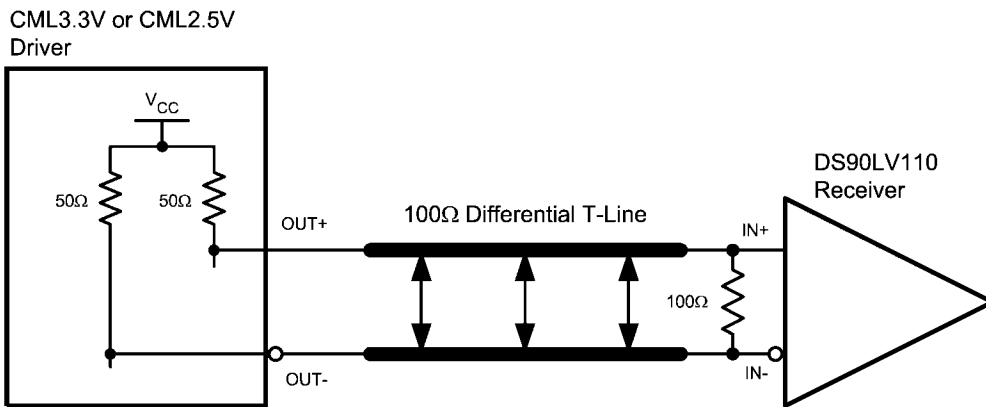 CML3.3V or CML2.5V
Driver
VCC
50Ω
50Ω
OUT+
OUT-
100Ω Differential T-Line
IN+
100Ω
IN-
DS90LV110
Receiver